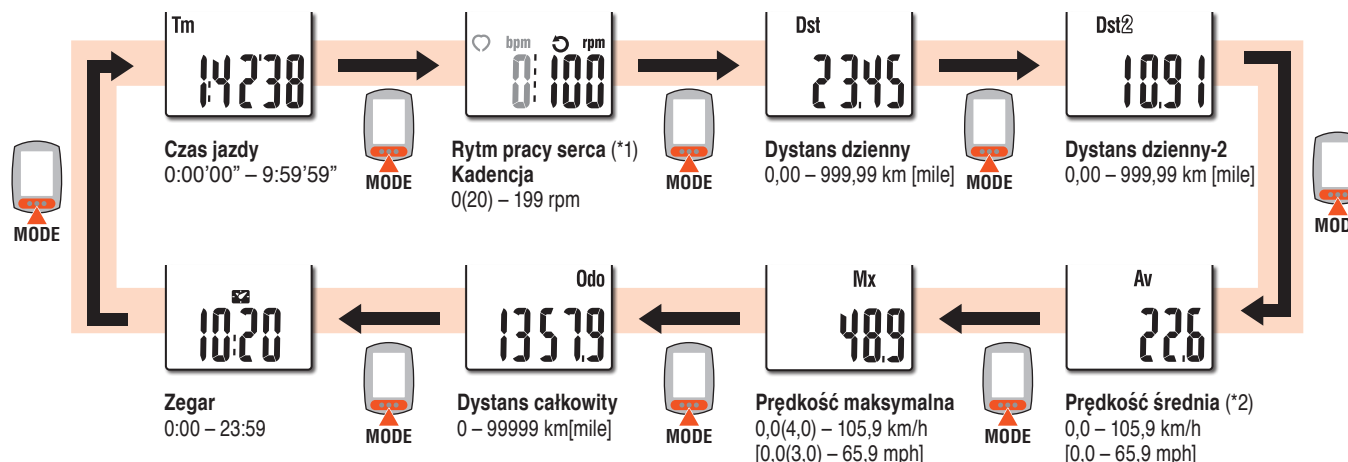 Tm
1:42'38
Czas jazdy
0:00'00” – 9:59'59”
MODE
bpm rpm
0 100
Rytm pracy serca (*1)
Kadencja
0(20) – 199 rpm
MODE
Dst
23.45
Dystans dzienny
0,00 – 999,99 km [mile]
MODE
Dst2
10.91
Dystans dzienny-2
0,00 – 999,99 km [mile]
MODE
Av
22.6
Prędkość średnia (*2)
0,0 – 105,9 km/h
[0,0 – 65,9 mph]
MODE
Mx
48.9
Prędkość maksymalna
0,0(4,0) – 105,9 km/h
[0,0(3,0) – 65,9 mph]
MODE
Odo
1357.9
Dystans całkowity
0 – 99999 km[mile]
MODE
10:20
Zegar
0:00 – 23:59
MODE